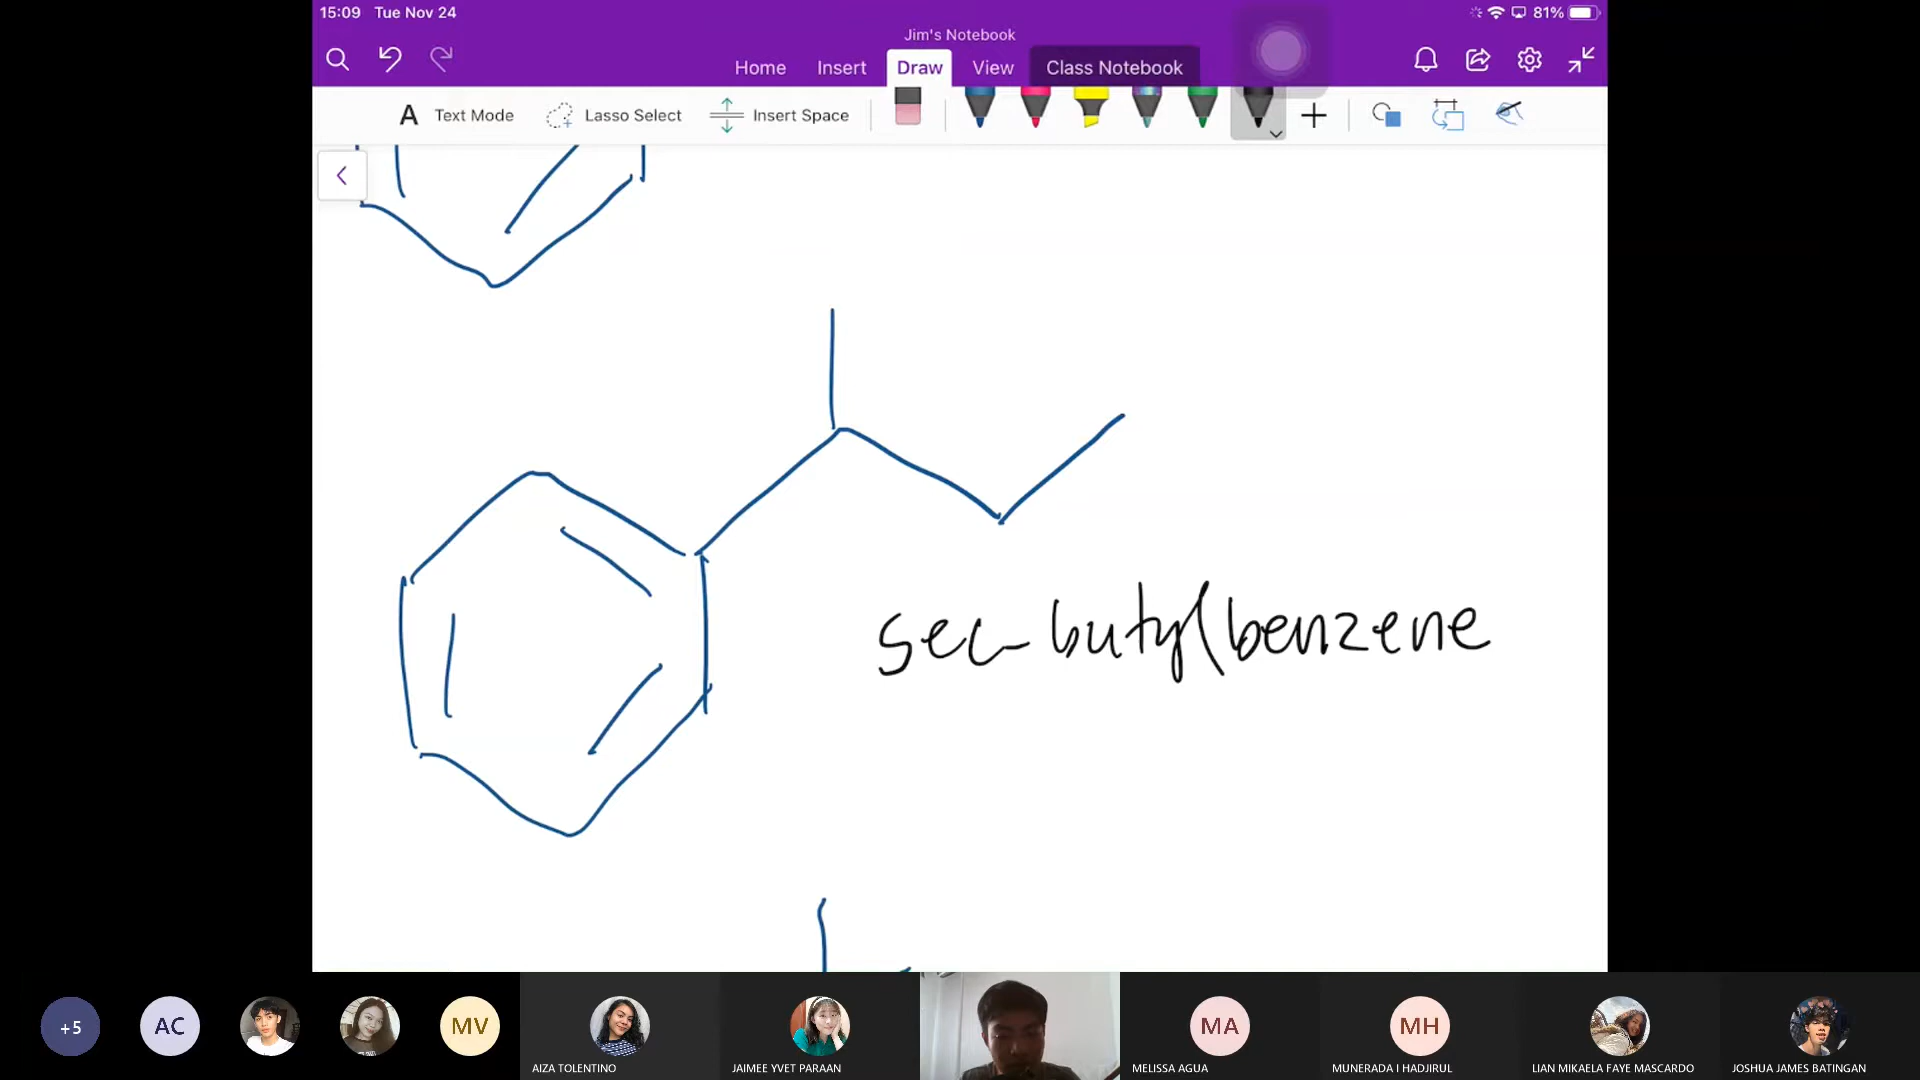 15:09 Tue Nov 24
81%
Jim's Notebook
Home Insert Draw View Class Notebook
A Text Mode Lasso Select Insert Space
sec-butylbenzene
+5 AC MV MA MH
AIZA TOLENTINO JAIMEE YVET PARAAN MELISSA AGUA MUNERADA I HADJIRUL LIAN MIKAELA FAYE MASCARDO JOSHUA JAMES BATINGAN